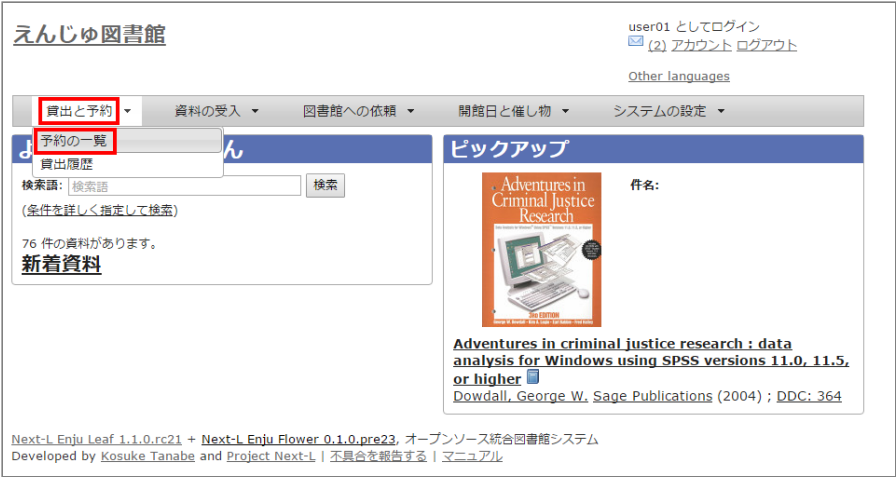 えんじゅ図書館
user01 としてログイン
(2) アカウント ログアウト
Other languages
貸出と予約 ▼ 資料の受入 ▼ 図書館への依頼 ▼ 開館日と催し物 ▼ システムの設定 ▼
予約の一覧
貸出履歴
よ
ん
検索語: 検索語 検索
(条件を詳しく指定して検索)
76 件の資料があります。
新着資料
ピックアップ
Adventures in
Criminal Justice
Research
3rd EDITION
件名:
Adventures in criminal justice research : data
analysis for Windows using SPSS versions 11.0, 11.5,
or higher
Dowdall, George W. Sage Publications (2004) ; DDC: 364
Next-L Enju Leaf 1.1.0.rc21 + Next-L Enju Flower 0.1.0.pre23, オープンソース統合図書館システム
Developed by Kosuke Tanabe and Project Next-L | 不具合を報告する | マニュアル